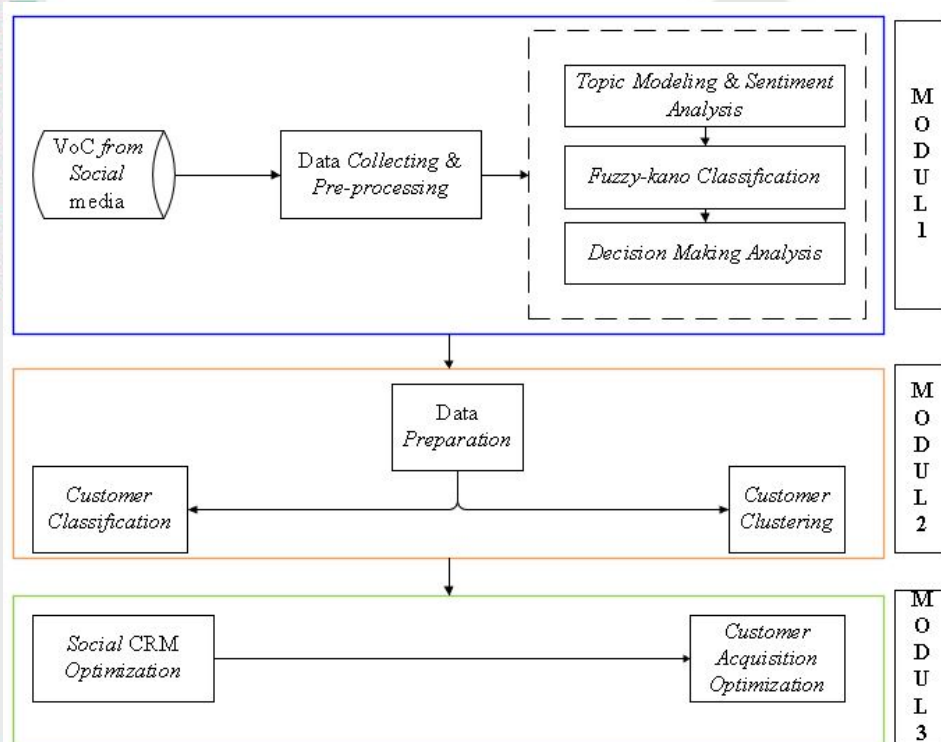 VoC from
Social
media
Data Collecting &
Pre-processing
Topic Modeling & Sentiment
Analysis
Fuzzy-kano Classification
Decision Making Analysis
M
O
D
U
L
1
Data
Preparation
Customer
Classification
Customer
Clustering
M
O
D
U
L
2
Social CRM
Optimization
Customer
Acquisition
Optimization
M
O
D
U
L
3